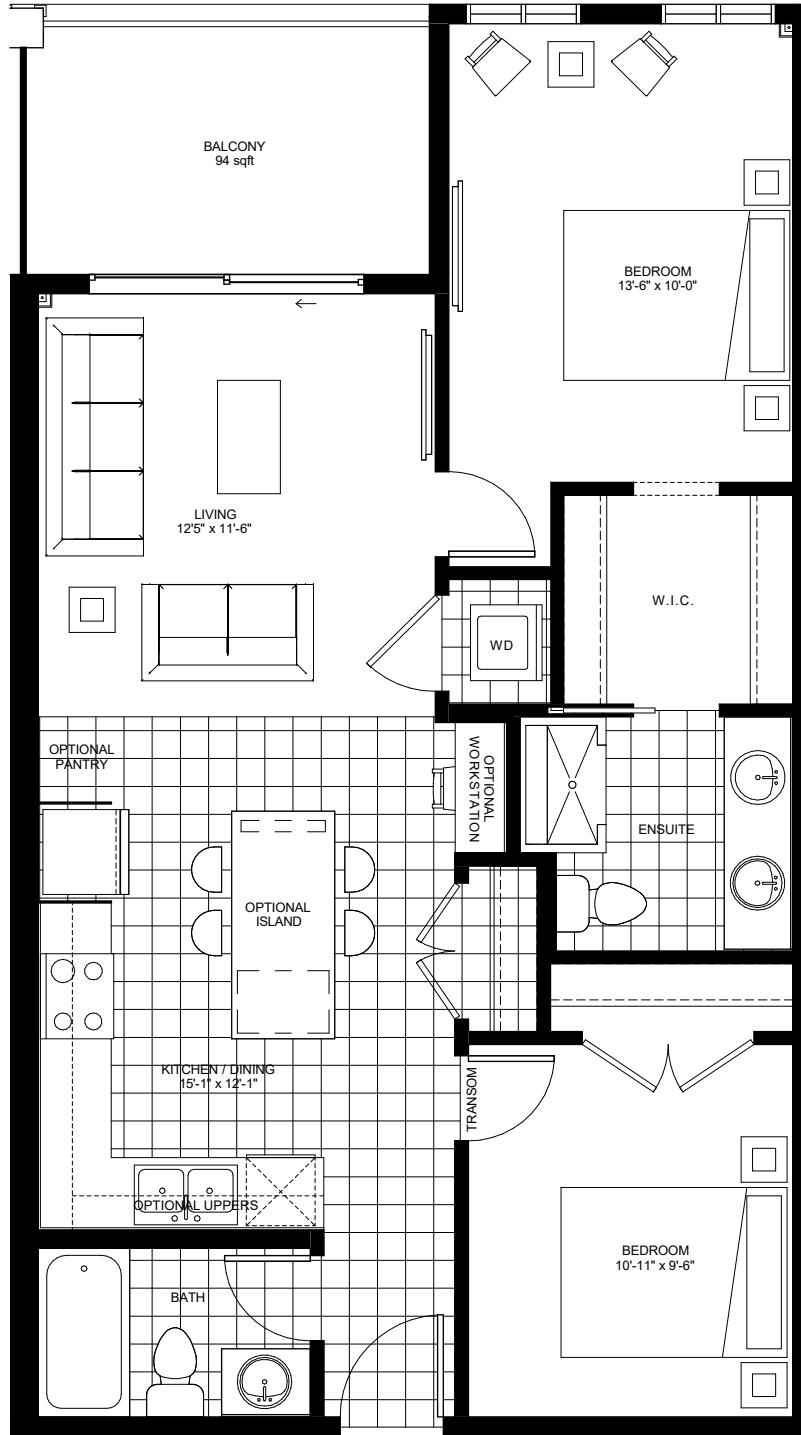 BALCONY
94 sqft
BEDROOM
13'-6" x 10'-0"
LIVING
12'5" x 11'-6"
W.I.C.
WD
OPTIONAL
PANTRY
OPTIONAL
WORKSTATION
ENSUITE
OPTIONAL
ISLAND
KITCHEN / DINING
15'-1" x 12'-1"
TRANSOM
OPTIONAL UPPERS
BEDROOM
10'-11" x 9'-6"
BATH